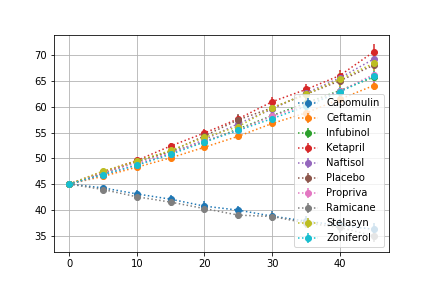 70
65
60
55
50
45
40
35
0
10
20
30
40
Capomulin
Ceftamin
Infubinol
Ketapril
Naftisol
Placebo
Propriva
Ramicane
Stelasyn
Zoniferol